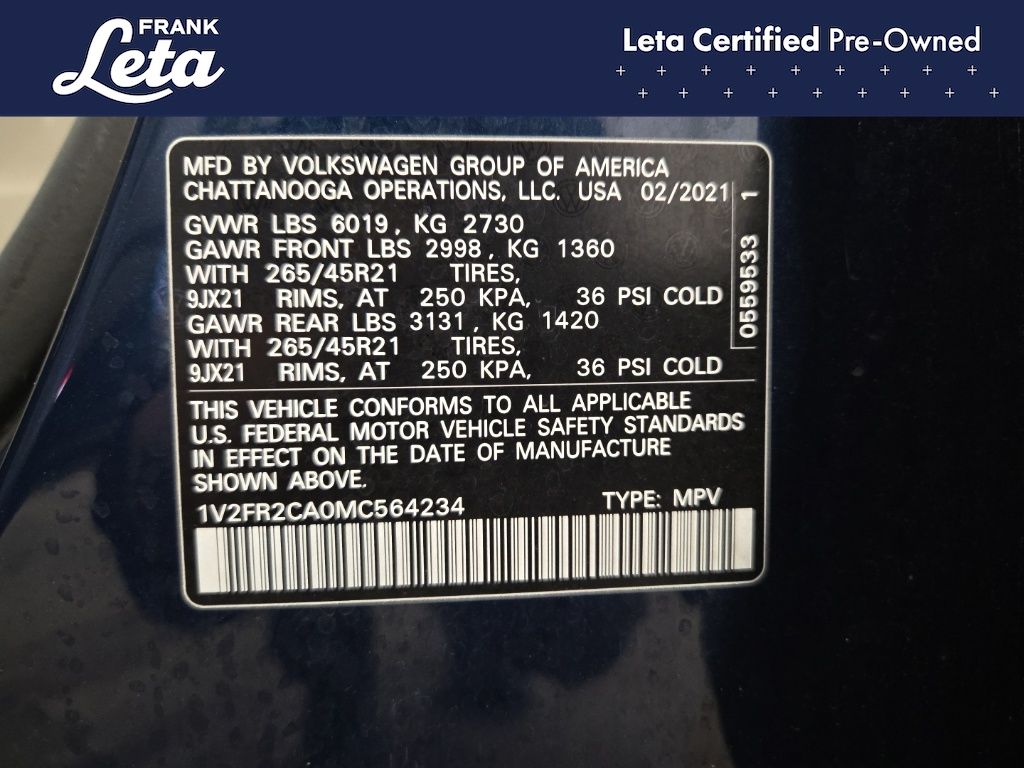 FRANK
Leta
Leta Certified Pre-Owned
MFD BY VOLKSWAGEN GROUP OF AMERICA
CHATTANOOGA OPERATIONS, LLC. USA 02/2021
GVWR LBS 6019, KG 2730
GAWR FRONT LBS 2998, KG 1360
WITH 265/45R21 TIRES,
9JX21 RIMS, AT 250 KPA, 36 PSI COLD
GAWR REAR LBS 3131, KG 1420
WITH 265/45R21 TIRES,
9JX21 RIMS, AT 250 KPA, 36 PSI COLD
0559533 1
THIS VEHICLE CONFORMS TO ALL APPLICABLE
U.S. FEDERAL MOTOR VEHICLE SAFETY STANDARDS
IN EFFECT ON THE DATE OF MANUFACTURE
SHOWN ABOVE.
1V2FR2CA0MC564234 TYPE: MPV